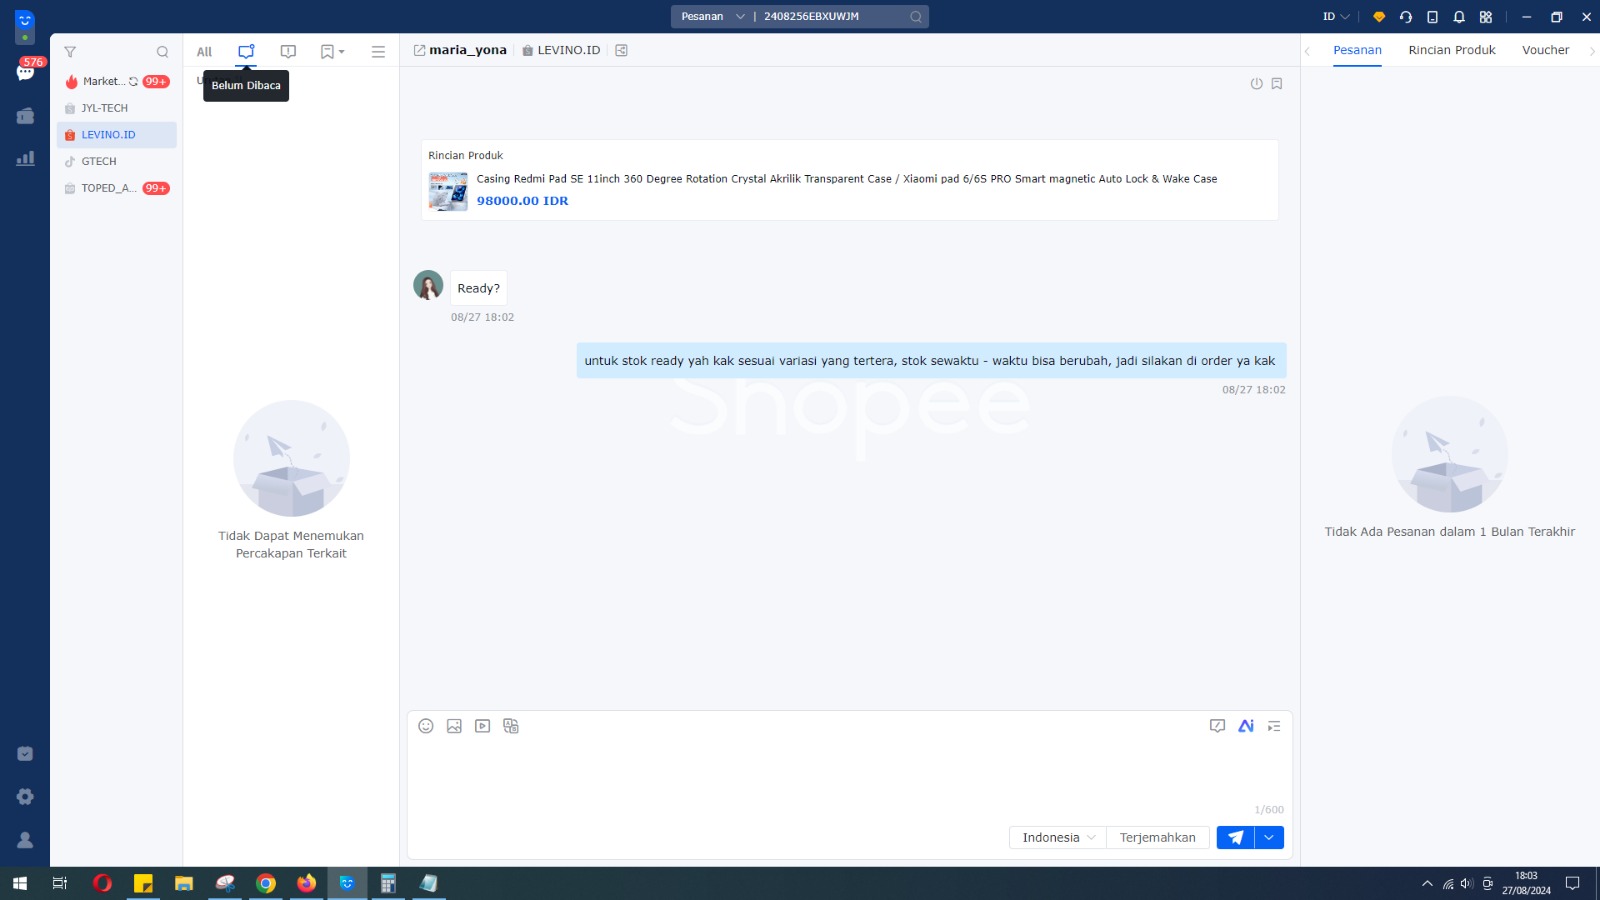 Pesanan | 2408256EBXUWJM
ID
576
Market... 99+
JYL-TECH
LEVINO.ID
GTECH
TOPED_A... 99+
All
Belum Dibaca
Tidak Dapat Menemukan
Percakapan Terkait
maria_yona LEVINO.ID
Rincian Produk
Casing Redmi Pad SE 11inch 360 Degree Rotation Crystal Akrilik Transparent Case / Xiaomi pad 6/6S PRO Smart magnetic Auto Lock & Wake Case
98000.00 IDR
Ready?
08/27 18:02
untuk stok ready yah kak sesuai variasi yang tertera, stok sewaktu - waktu bisa berubah, jadi silakan di order ya kak
08/27 18:02
Shopee
1/600
Indonesia Terjemahkan
Pesanan Rincian Produk Voucher
Tidak Ada Pesanan dalam 1 Bulan Terakhir
18:03
27/08/2024